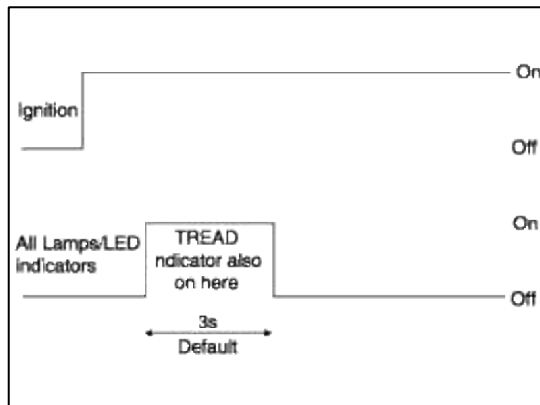 On
Ignition
Off
On
All Lamps/LED
indicators
TREAD
ndicator also
on here
Off
3s
Default